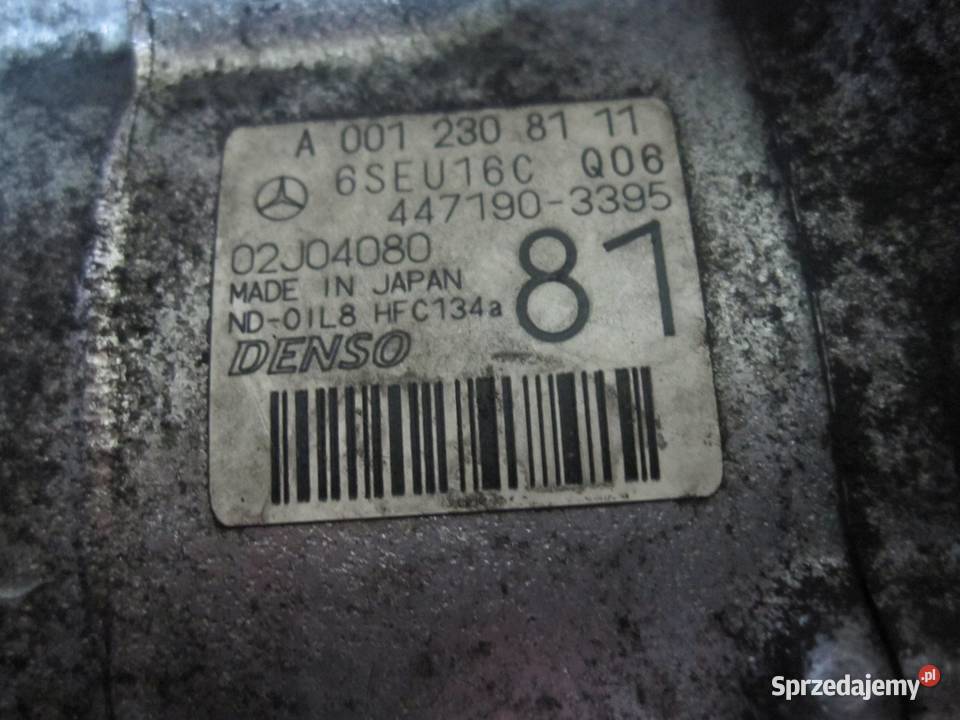 A 001 230 81 11
6SEU16C Q06
447190-3395
02J04080
81
MADE IN JAPAN
ND-OIL8 HFC134a
DENSO
Sprzedajemy.pl